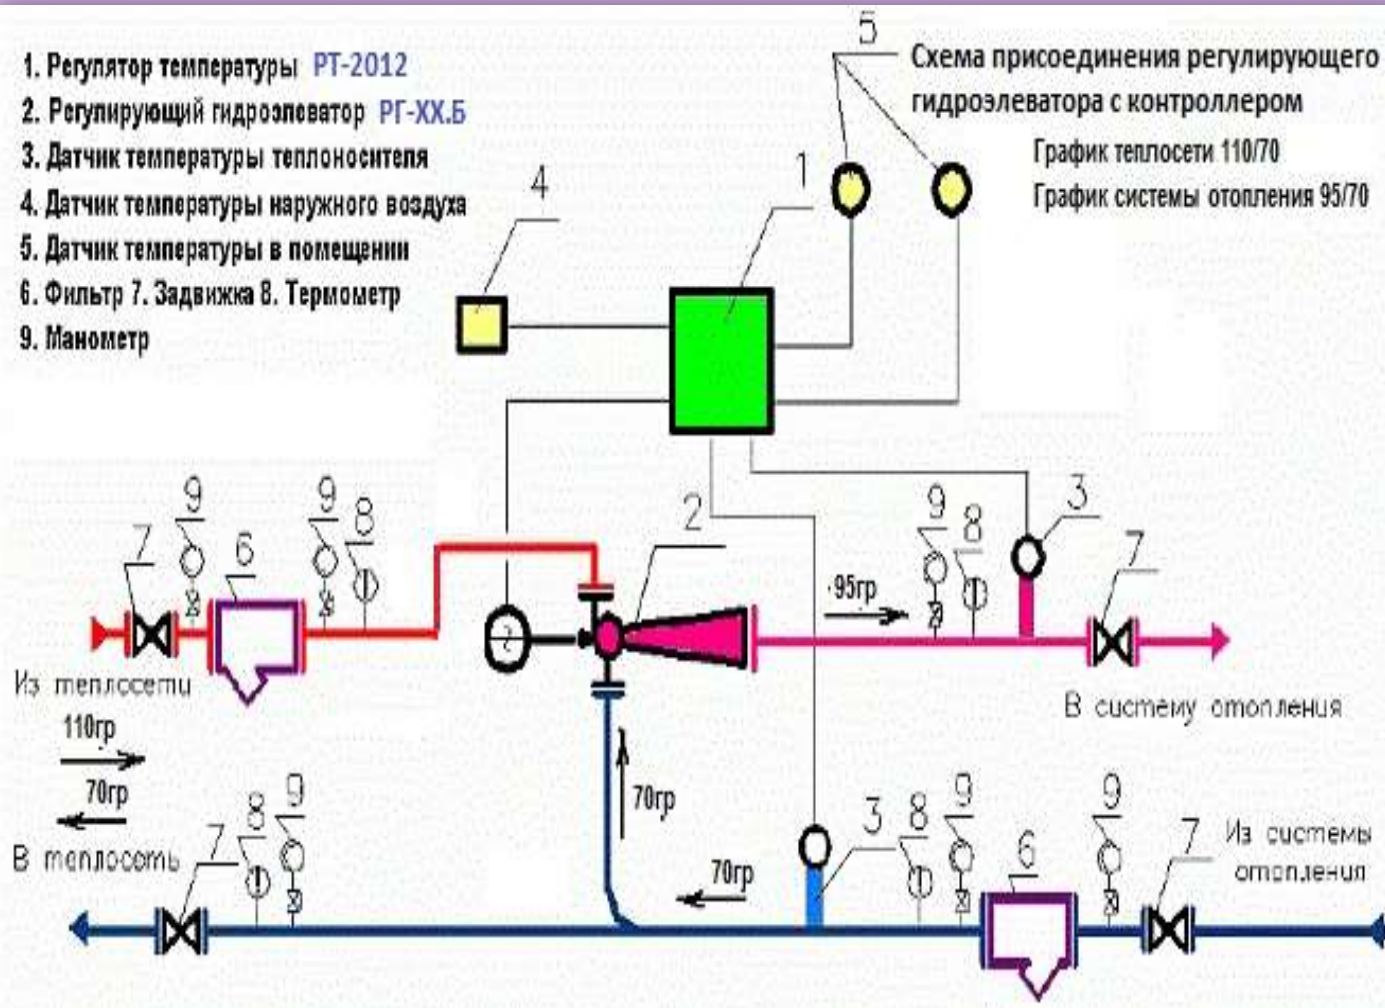 1. Регулятор температуры РТ-2012
2. Регулирующий гидроэлеватор РГ-ХХ.Б
3. Датчик температуры теплоносителя
4. Датчик температуры наружного воздуха
5. Датчик температуры в помещении
6. Фильтр 7. Задвижка 8. Термометр
9. Манометр
5
Схема присоединения регулирующего
гидроэлеватора с контроллером
График теплосети 110/70
График системы отопления 95/70
4
1
7
9
6
9
8
2
9
8
3
7
95гр
Из теплосети
110гр
70гр
В теплосеть
В систему отопления
70гр
70гр
7
8
9
3
8
9
6
9
7
Из системы
отопления